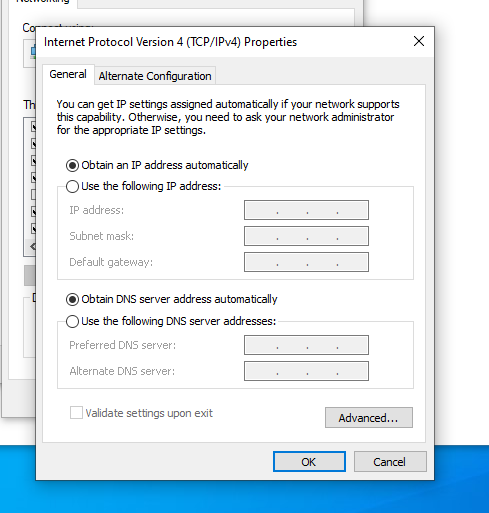 Networking
Connect using:
Internet Protocol Version 4 (TCP/IPv4) Properties
General
Alternate Configuration
You can get IP settings assigned automatically if your network supports
this capability. Otherwise, you need to ask your network administrator
for the appropriate IP settings.
Obtain an IP address automatically
Use the following IP address:
IP address:
. . .
Subnet mask:
. . .
Default gateway:
. . .
Obtain DNS server address automatically
Use the following DNS server addresses:
Preferred DNS server:
. . .
Alternate DNS server:
. . .
Validate settings upon exit
Advanced...
OK
Cancel
Th